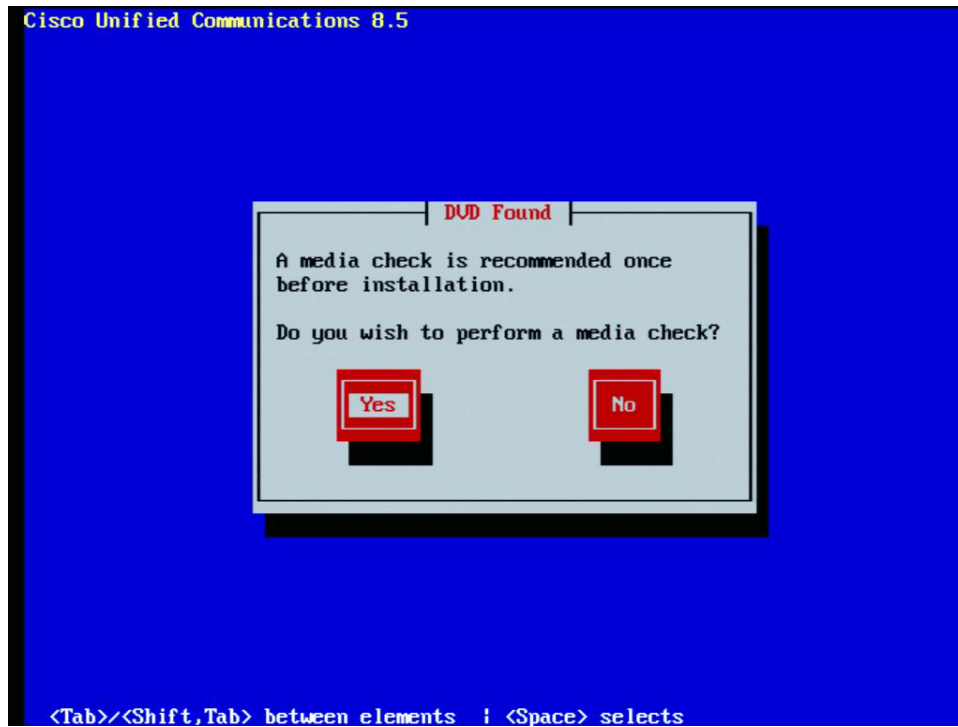 Cisco Unified Communications 8.5
DVD Found
A media check is recommended once
before installation.
Do you wish to perform a media check?
Yes No
<Tab>/<Shift,Tab> between elements | <Space> selects